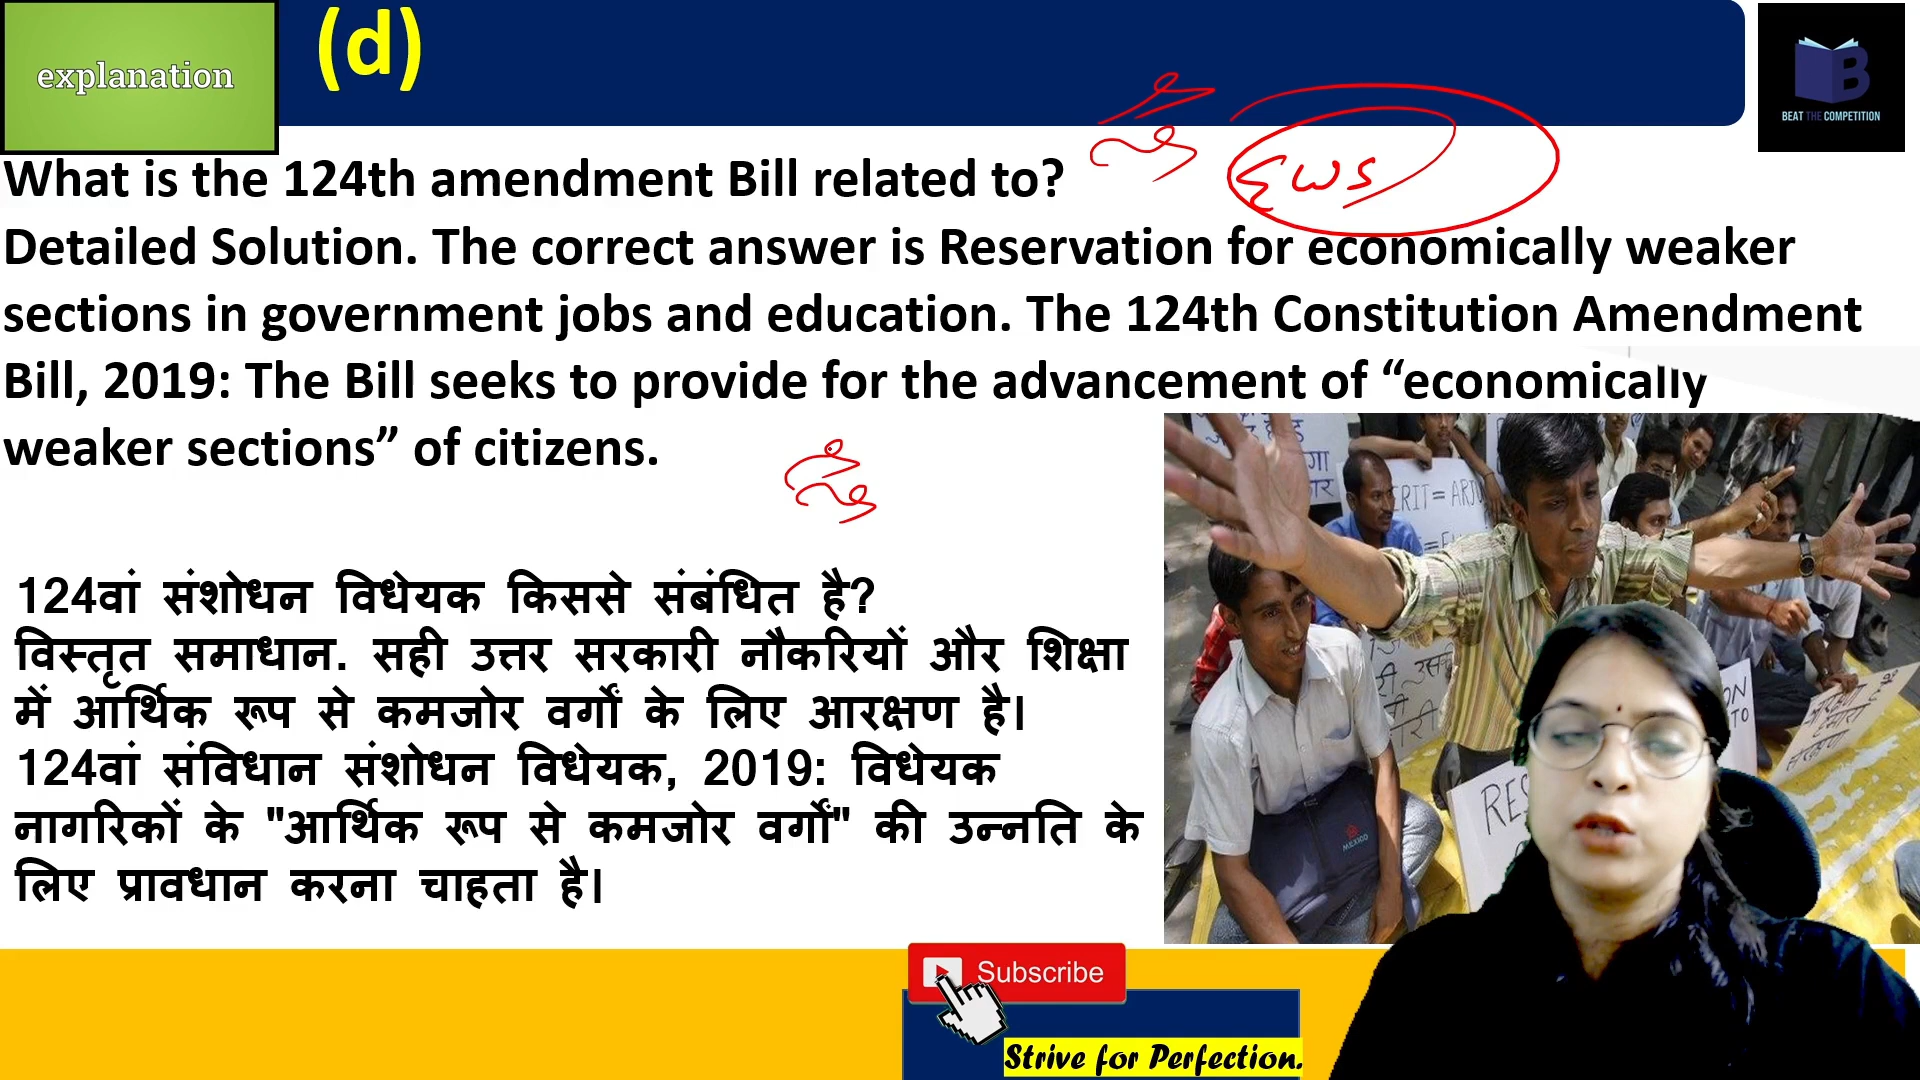 explanation
(d)
BEAT THE COMPETITION
EWS
What is the 124th amendment Bill related to?
Detailed Solution. The correct answer is Reservation for economically weaker
sections in government jobs and education. The 124th Constitution Amendment
Bill, 2019: The Bill seeks to provide for the advancement of “economically
weaker sections” of citizens.
124वां संशोधन विधेयक किससे संबंधित है?
विस्तृत समाधान. सही उत्तर सरकारी नौकरियों और शिक्षा
में आर्थिक रूप से कमजोर वर्गों के लिए आरक्षण है।
124वां संविधान संशोधन विधेयक, 2019: विधेयक
नागरिकों के "आर्थिक रूप से कमजोर वर्गों" की उन्नति के
लिए प्रावधान करना चाहता है।
MEXICO
Subscribe
Strive for Perfection.